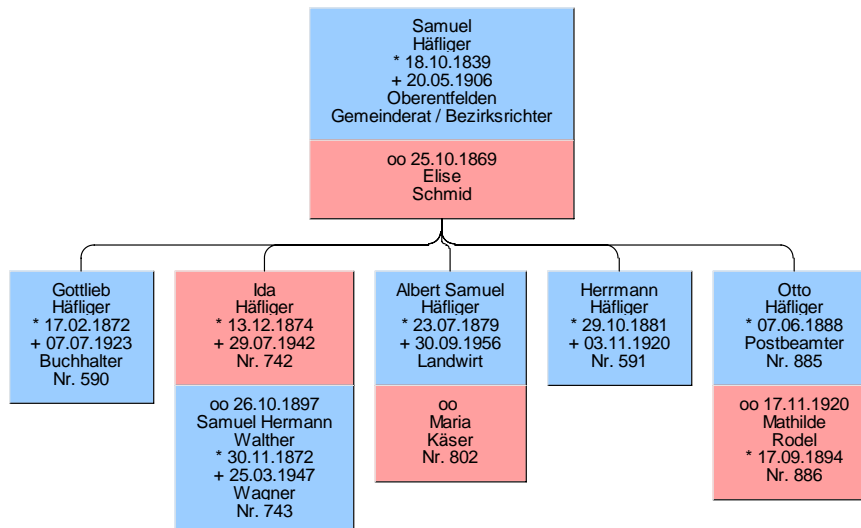 Samuel
Häfliger
* 18.10.1839
+ 20.05.1906
Oberentfelden
Gemeinderat / Bezirksrichter
oo 25.10.1869
Elise
Schmid
Gottlieb
Häfliger
* 17.02.1872
+ 07.07.1923
Buchhalter
Nr. 590
Ida
Häfliger
* 13.12.1874
+ 29.07.1942
Nr. 742
oo 26.10.1897
Samuel Hermann
Walther
* 30.11.1872
+ 25.03.1947
Wagner
Nr. 743
Albert Samuel
Häfliger
* 23.07.1879
+ 30.09.1956
Landwirt
oo
Maria
Käser
Nr. 802
Herrmann
Häfliger
* 29.10.1881
+ 03.11.1920
Nr. 591
Otto
Häfliger
* 07.06.1888
Postbeamter
Nr. 885
oo 17.11.1920
Mathilde
Rodel
* 17.09.1894
Nr. 886